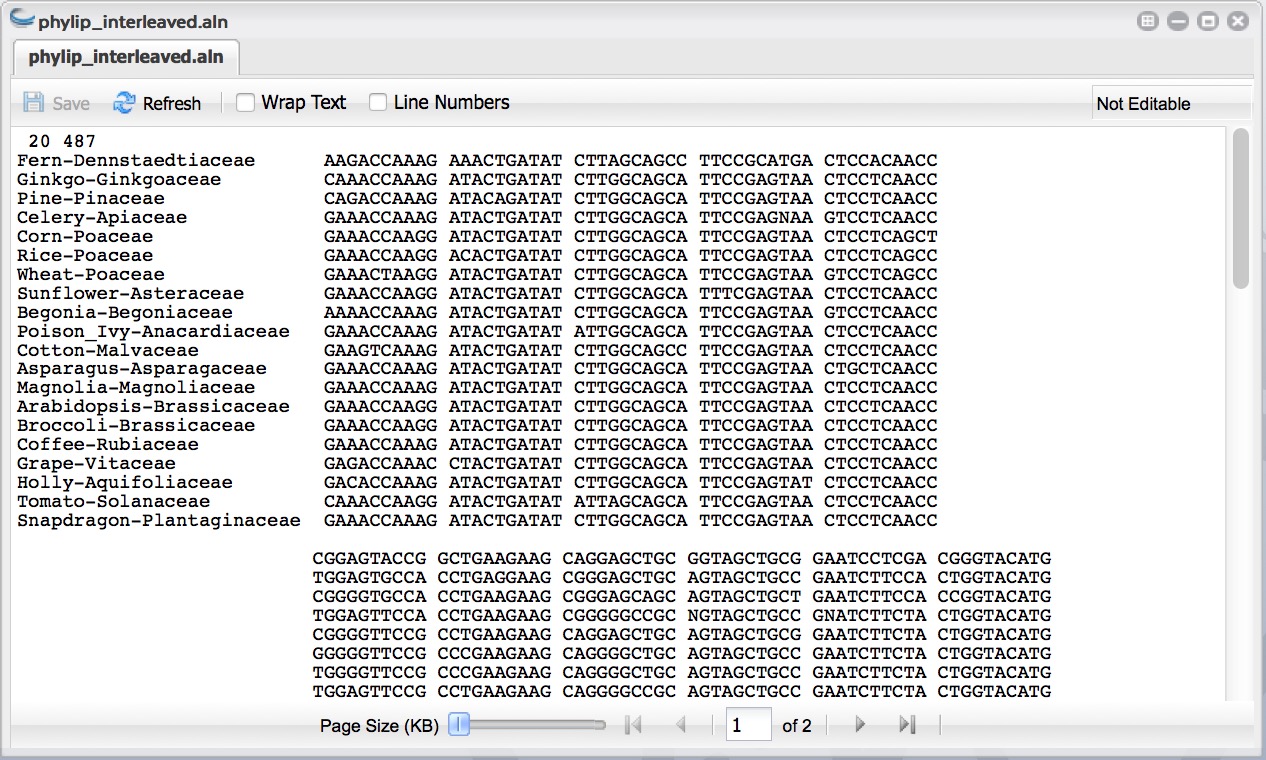 phylip_interleaved.aln
phylip_interleaved.aln
Save Refresh Wrap Text Line Numbers Not Editable
20 487
Fern-Dennstaedtiaceae AAGACCAAAG AAACTGATAT CTTAGCAGCC TTCCGCATGA CTCCACAACC
Ginkgo-Ginkgoaceae CAAACCAAAG ATACTGATAT CTTGGCAGCA TTCCGAGTAA CTCCTCAACC
Pine-Pinaceae CAGACCAAAG ATACAGATAT CTTGGCAGCA TTCCGAGTAA CTCCTCAACC
Celery-Apiaceae GAAACCAAAG ATACTGATAT CTTGGCAGCA TTCCGAGNAA GTCCTCAACC
Corn-Poaceae GAAACCAAGG ATACTGATAT CTTGGCAGCA TTCCGAGTAA CTCCTCAGCT
Rice-Poaceae GAAACCAAGG ACACTGATAT CTTGGCAGCA TTCCGAGTAA CTCCTCAGCC
Wheat-Poaceae GAAACTAAGG ATACTGATAT CTTGGCAGCA TTCCGAGTAA GTCCTCAGCC
Sunflower-Asteraceae GAAACCAAGG ATACTGATAT CTTGGCAGCA TTTCGAGTAA CTCCTCAACC
Begonia-Begoniaceae AAAACCAAAG ATACTGATAT CTTGGCAGCA TTCCGAGTAA CTCCTCAACC
Poison_Ivy-Anacardiaceae GAAACCAAAG ATACTGATAT ATTGGCAGCA TTCCGAGTAA CTCCTCAACC
Cotton-Malvaceae GAAGTCAAAG ATACTGATAT CTTGGCAGCC TTCCGAGTAA CTCCTCAACC
Asparagus-Asparagaceae GAAACCAAAG ATACTGATAT CTTGGCAGCA TTCCGAGTAA CTGCTCAACC
Magnolia-Magnoliaceae GAAACCAAAG ATACTGATAT CTTGGCAGCA TTCCGAGTAA CTCCTCAACC
Arabidopsis-Brassicaceae GAAACCAAGG ATACTGATAT CTTGGCAGCA TTCCGAGTAA CTCCTCAACC
Broccoli-Brassicaceae GAAACCAAGG ATACTGATAT CTTGGCAGCA TTCCGAGTAA CTCCTCAACC
Coffee-Rubiaceae GAAACCAAAG ATACTGATAT CTTGGCAGCA TTCCGAGTAA CTCCTCAACC
Grape-Vitaceae GAGACCAAAC CTACTGATAT CTTGGCAGCA TTCCGAGTAA CTCCTCAACC
Holly-Aquifoliaceae GACACCAAAG ATACTGATAT CTTGGCAGCA TTCCGAGTAT CTCCTCAACC
Tomato-Solanaceae CAAACCAAGG ATACTGATAT ATTAGCAGCA TTCCGAGTAA CTCCTCAACC
Snapdragon-Plantaginaceae GAAACCAAAG ATACTGATAT CTTGGCAGCA TTCCGAGTAA CTCCTCAACC
CGGAGTACCG GCTGAAGAAG CAGGAGCTGC GGTAGCTGCG GAATCCTCGA CGGGTACATG
TGGAGTGCCA CCTGAGGAAG CGGGAGCTGC AGTAGCTGCC GAATCTTCCA CTGGTACATG
CGGGGTGCCA CCTGAAGAAG CGGGAGCAGC AGTAGCTGCT GAATCTTCCA CCGGTACATG
TGGAGTTCCA CCTGAAGAAG CGGGGGCCGC NGTAGCTGCC GNATCTTCTA CTGGTACATG
CGGGGTTCCG CCTGAAGAAG CAGGAGCTGC AGTAGCTGCG GAATCTTCTA CTGGTACATG
GGGGGTTCCG CCCGAAGAAG CAGGGGCTGC AGTAGCTGCC GAATCTTCTA CTGGTACATG
TGGGGTTCCG CCCGAAGAAG CAGGGGCTGC AGTAGCTGCC GAATCTTCTA CTGGTACATG
TGGAGTTCCG CCTGAAGAAG CAGGGGCCGC AGTAGCTGCC GAATCTTCTA CTGGTACATG
Page Size (KB) 1 of 2